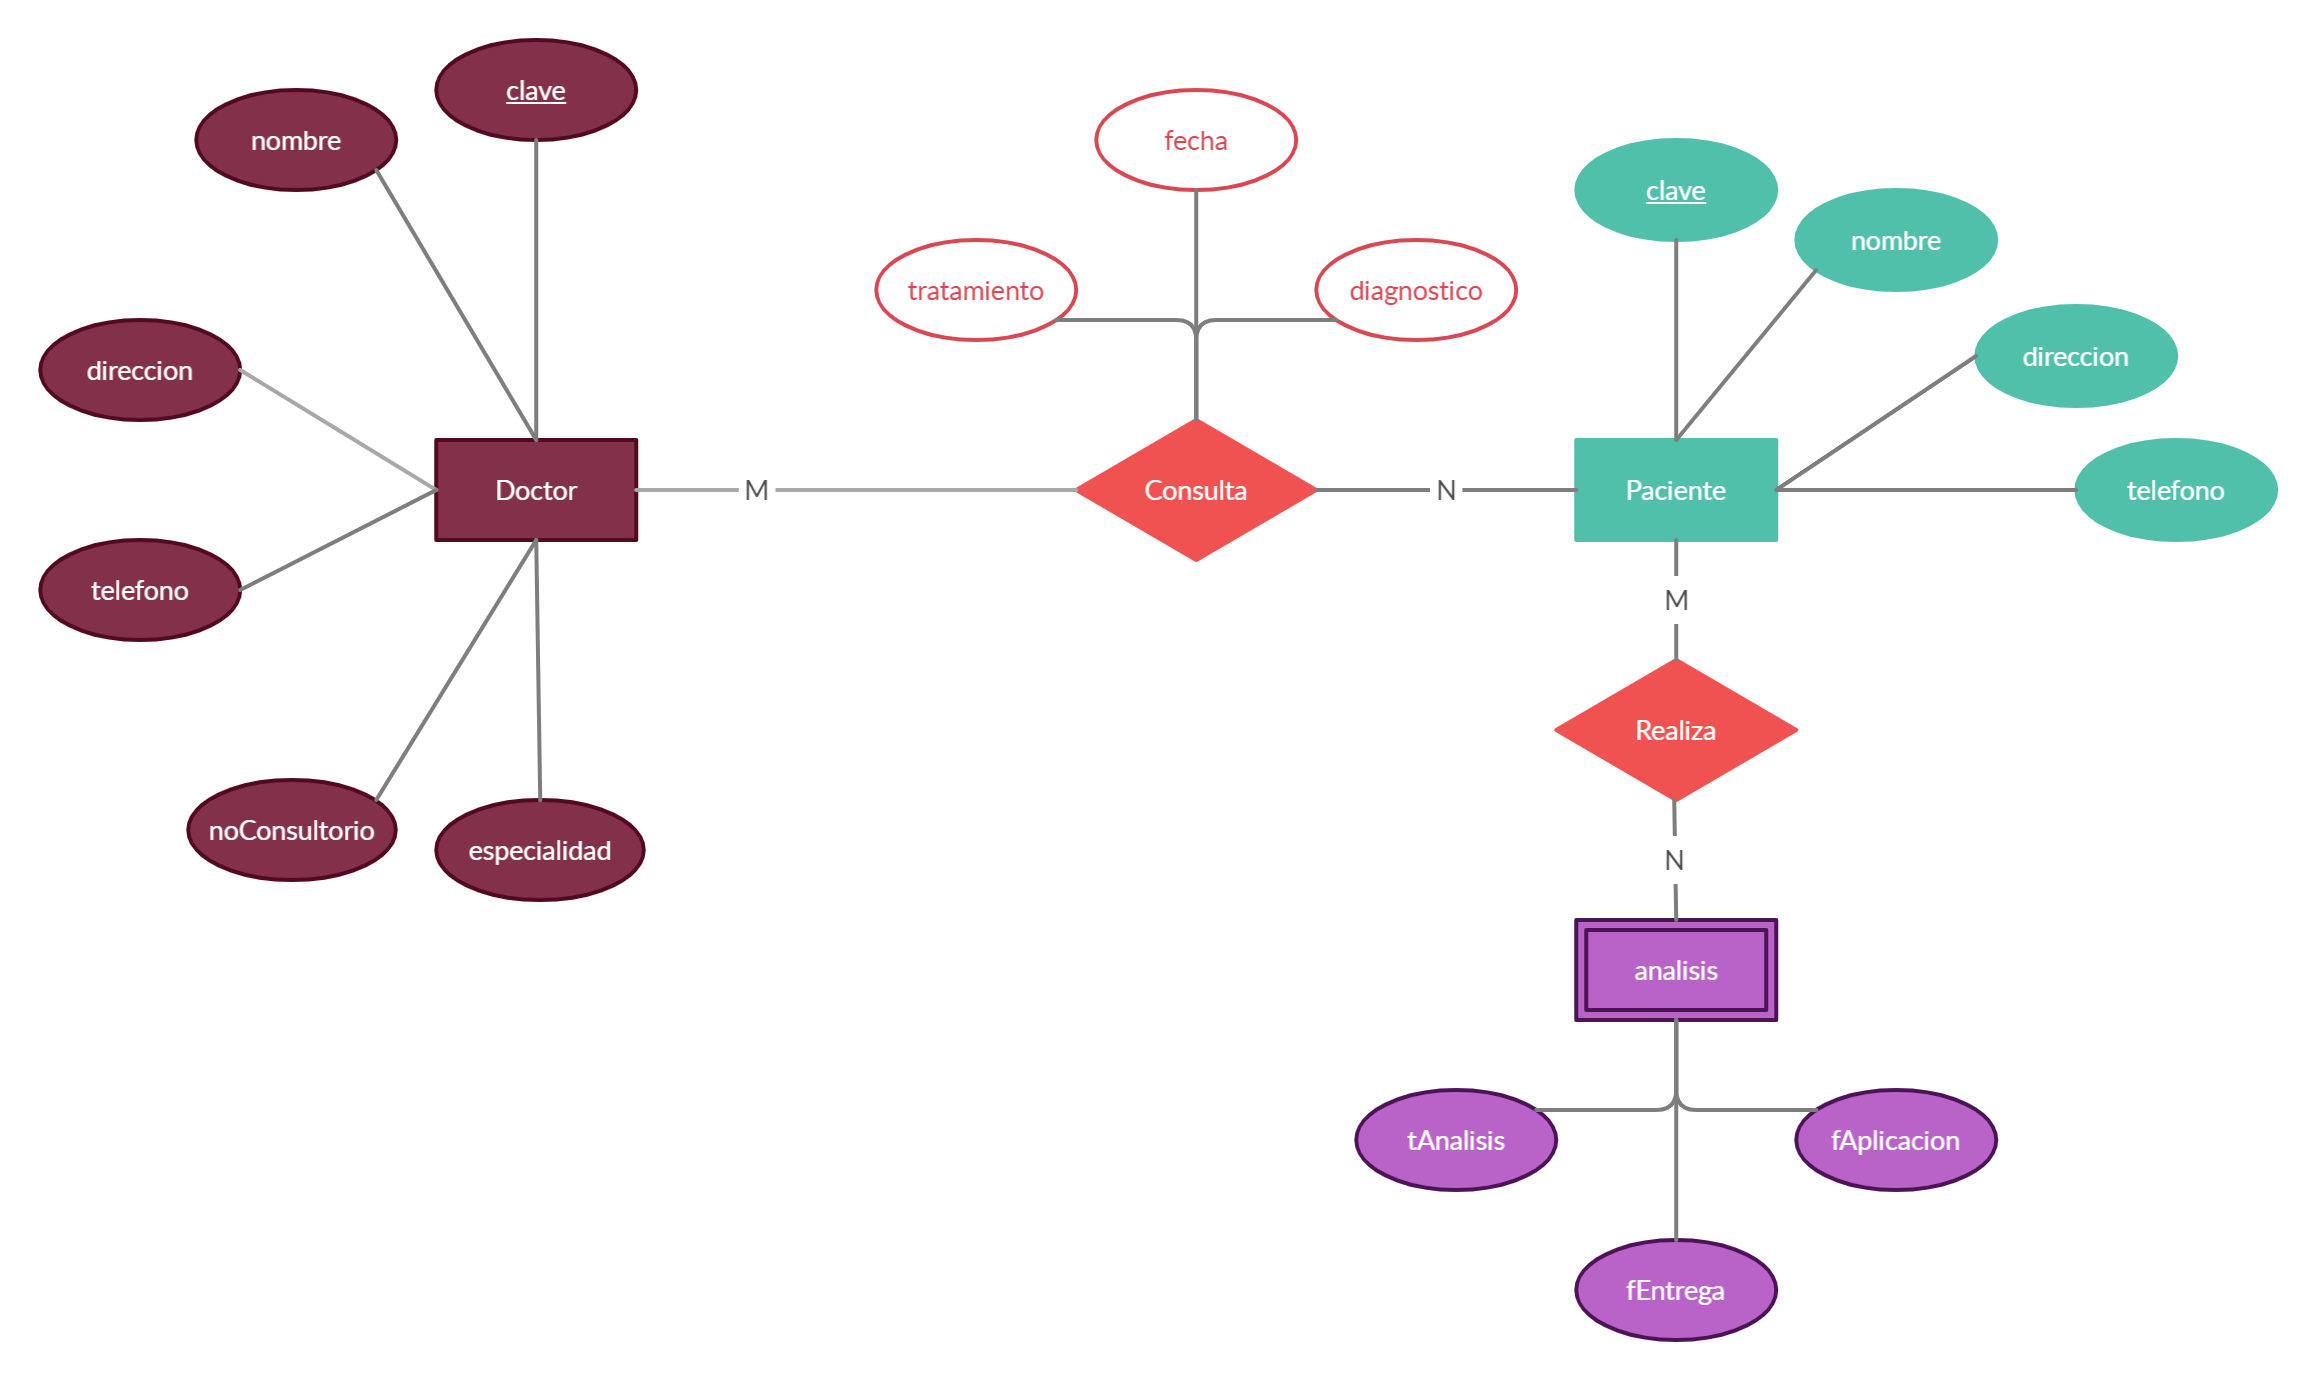 clave
nombre
fecha
clave
nombre
tratamiento
diagnostico
direccion
direccion
Doctor
M
Consulta
N
Paciente
telefono
telefono
M
Realiza
noConsultorio
especialidad
N
analisis
tAnalisis
fAplicacion
fEntrega